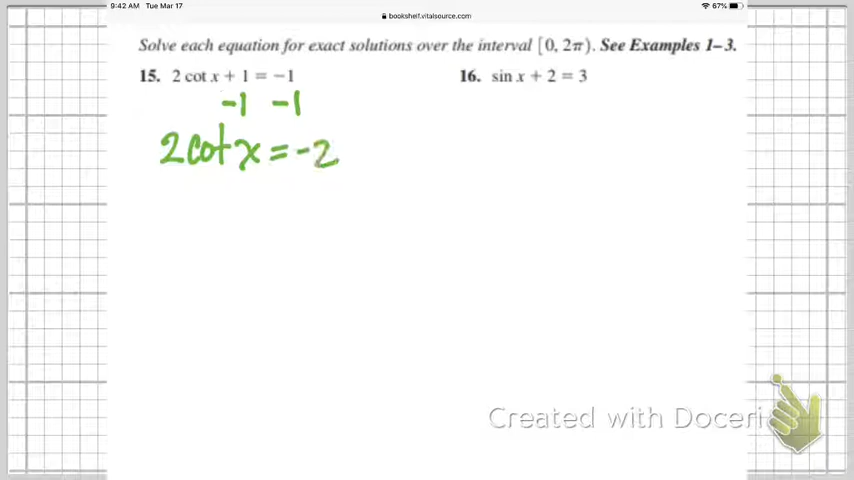 9:42 AM Tue Mar 17
bookshelf.vitalsource.com
67%
Solve each equation for exact solutions over the interval [0, 2π). See Examples 1–3.
15. 2 cot x + 1 = −1
16. sin x + 2 = 3
-1 -1
2cot x = -2
Created with Doceri